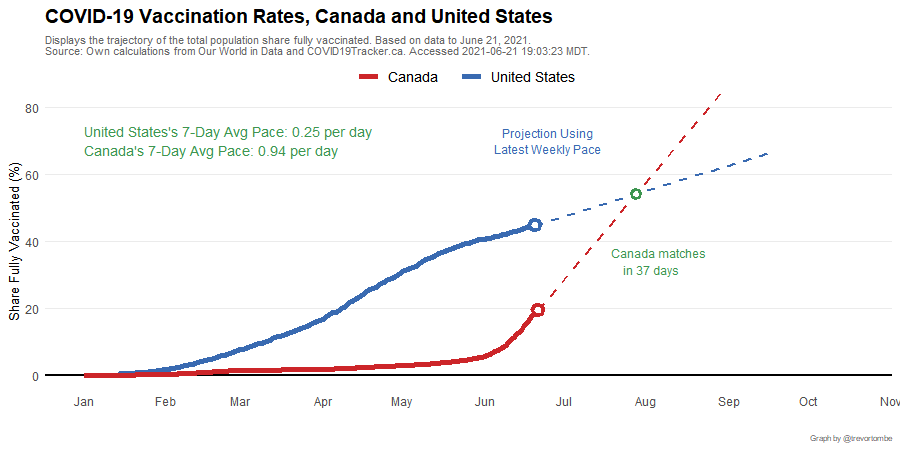 COVID-19 Vaccination Rates, Canada and United States
Displays the trajectory of the total population share fully vaccinated. Based on data to June 21, 2021.
Source: Own calculations from Our World in Data and COVID19Tracker.ca. Accessed 2021-06-21 19:03:23 MDT.
Canada United States
80
United States's 7-Day Avg Pace: 0.25 per day
Canada's 7-Day Avg Pace: 0.94 per day
Projection Using
Latest Weekly Pace
60
Share Fully Vaccinated (%)
40
Canada matches
in 37 days
20
0
Jan Feb Mar Apr May Jun Jul Aug Sep Oct Nov
Graph by @trevortombe